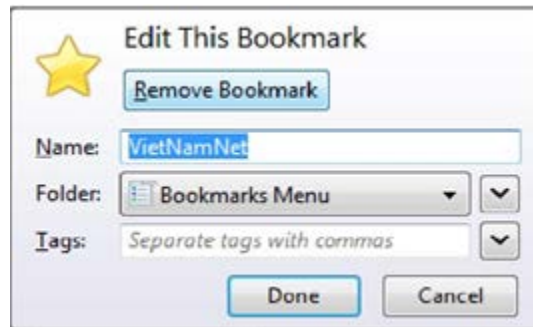 Edit This Bookmark
Remove Bookmark
Name: VietNamNet
Folder: Bookmarks Menu
Tags: Separate tags with commas
Done Cancel